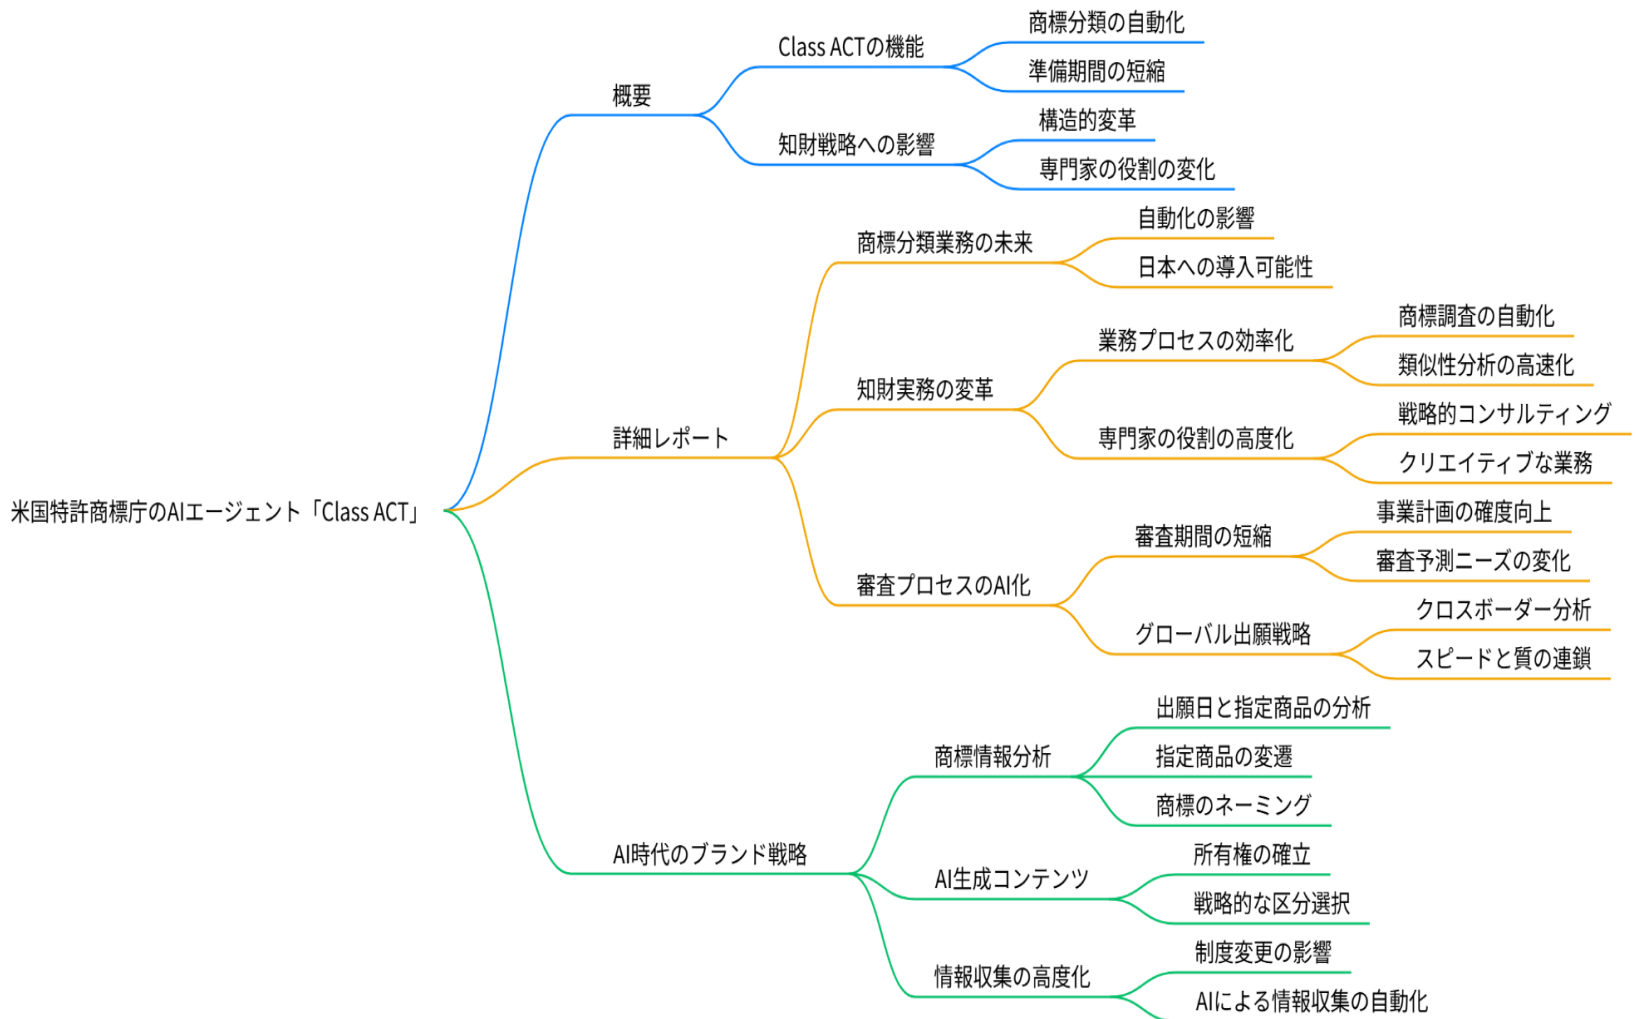 米国特許商標庁のAIエージェント「Class ACT」
概要
Class ACTの機能
商標分類の自動化
準備期間の短縮
知財戦略への影響
構造的変革
専門家の役割の変化
詳細レポート
商標分類業務の未来
自動化の影響
日本への導入可能性
知財実務の変革
業務プロセスの効率化
商標調査の自動化
類似性分析の高速化
専門家の役割の高度化
戦略的コンサルティング
クリエイティブな業務
審査プロセスのAI化
審査期間の短縮
事業計画の確度向上
審査予測ニーズの変化
グローバル出願戦略
クロスボーダー分析
スピードと質の連鎖
AI時代のブランド戦略
商標情報分析
出願日と指定商品の分析
指定商品の変遷
商標のネーミング
AI生成コンテンツ
所有権の確立
戦略的な区分選択
情報収集の高度化
制度変更の影響
AIによる情報収集の自動化